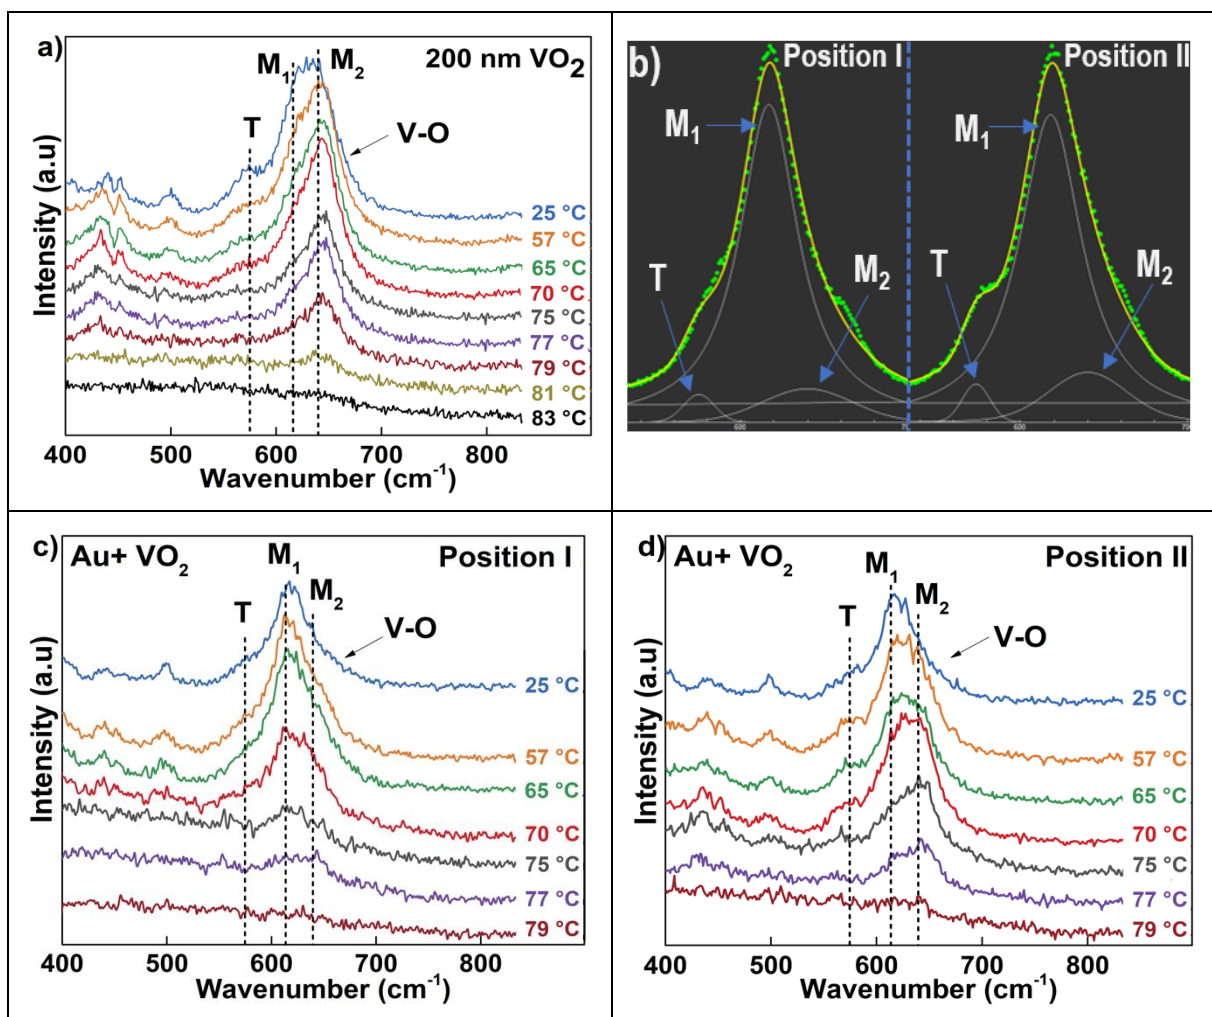 a)
200 nm VO₂
M₁
M₂
T
V-O
25 °C
57 °C
65 °C
70 °C
75 °C
77 °C
79 °C
81 °C
83 °C
Intensity (a.u)
400 500 600 700 800
Wavenumber (cm⁻¹)
b)
Position I
Position II
M₁
M₁
T
M₂
T
M₂
600
600
c)
Au+ VO₂
Position I
M₁
M₂
T
V-O
25 °C
57 °C
65 °C
70 °C
75 °C
77 °C
79 °C
Intensity (a.u)
400 500 600 700 800
Wavenumber (cm⁻¹)
d)
Au+ VO₂
Position II
M₁
M₂
T
V-O
25 °C
57 °C
65 °C
70 °C
75 °C
77 °C
79 °C
Intensity (a.u)
400 500 600 700 800
Wavenumber (cm⁻¹)